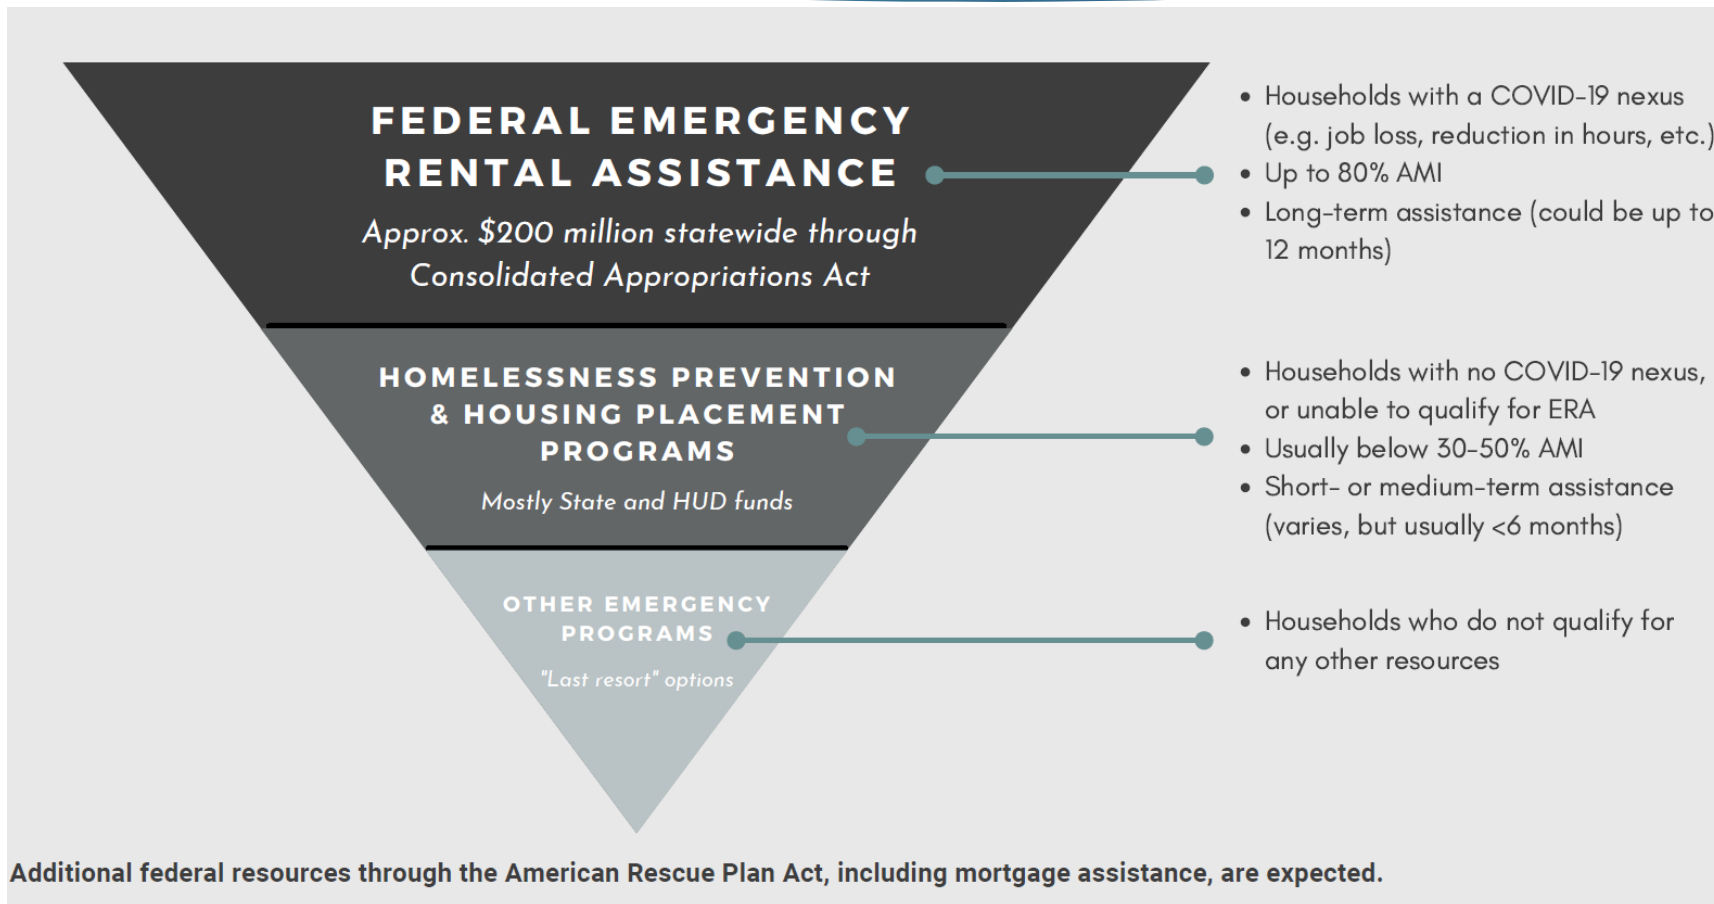 FEDERAL EMERGENCY
RENTAL ASSISTANCE
Approx. $200 million statewide through
Consolidated Appropriations Act
• Households with a COVID-19 nexus
(e.g. job loss, reduction in hours, etc.)
• Up to 80% AMI
• Long-term assistance (could be up to
12 months)
HOMELESSNESS PREVENTION
& HOUSING PLACEMENT
PROGRAMS
Mostly State and HUD funds
• Households with no COVID-19 nexus,
or unable to qualify for ERA
• Usually below 30-50% AMI
• Short- or medium-term assistance
(varies, but usually <6 months)
OTHER EMERGENCY
PROGRAMS
"Last resort" options
• Households who do not qualify for
any other resources
Additional federal resources through the American Rescue Plan Act, including mortgage assistance, are expected.